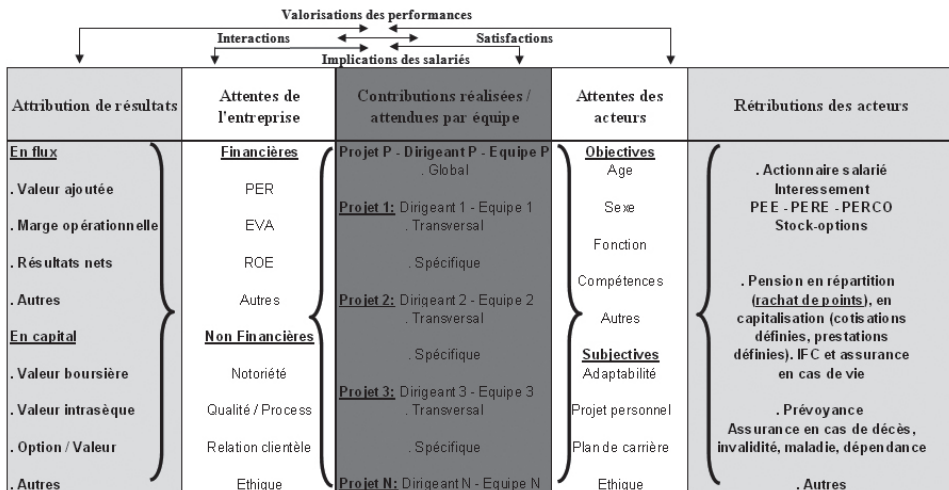 Valorisations des performances
Interactions
Satisfactions
Implications des salariés
Attribution de résultats
En flux
. Valeur ajoutée
. Marge opérationnelle
. Résultats nets
. Autres
En capital
. Valeur boursière
. Valeur intrasèque
. Option / Valeur
. Autres
Attentes de
l'entreprise
Financières
PER
EVA
ROE
Autres
Non Financières
Notoriété
Qualité / Process
Relation clientèle
Ethique
Contributions réalisées /
attendues par équipe
Projet P - Dirigeant P - Equipe P
. Global
Projet 1: Dirigeant 1 - Equipe 1
. Transversal
. Spécifique
Projet 2: Dirigeant 2 - Equipe 2
. Transversal
. Spécifique
Projet 3: Dirigeant 3 - Equipe 3
. Transversal
Spécifique
Projet N: Dirigeant N - Equipe N
Attentes des
acteurs
Objectives
Age
Sexe
Fonction
Compétences
Autres
Subjectives
Adaptabilité
Projet personnel
Plan de carrière
Ethique
Rétributions des acteurs
. Actionnaire salarié
Interessement
PEE - PERE - PERCO
Stock-options
. Pension en répartition
(rachat de points), en
capitalisation (cotisations
définies, prestations
définies). IFC et assurance
en cas de vie
. Prévoyance
Assurance en cas de décès,
invalidité, maladie, dépendance
. Autres